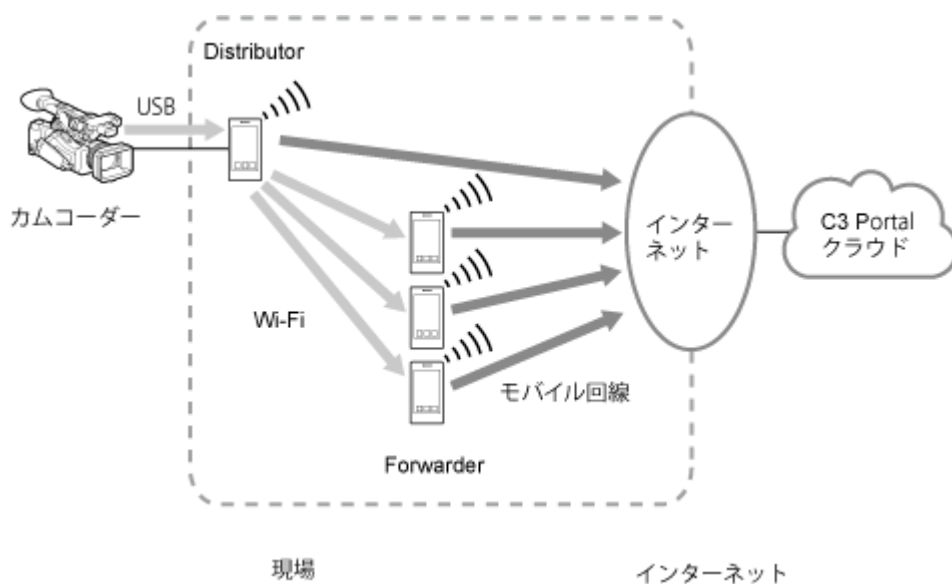 Distributor
USB
カムコーダー
インター
ネット
C3 Portal
クラウド
Wi-Fi
モバイル回線
Forwarder
現場
インターネット